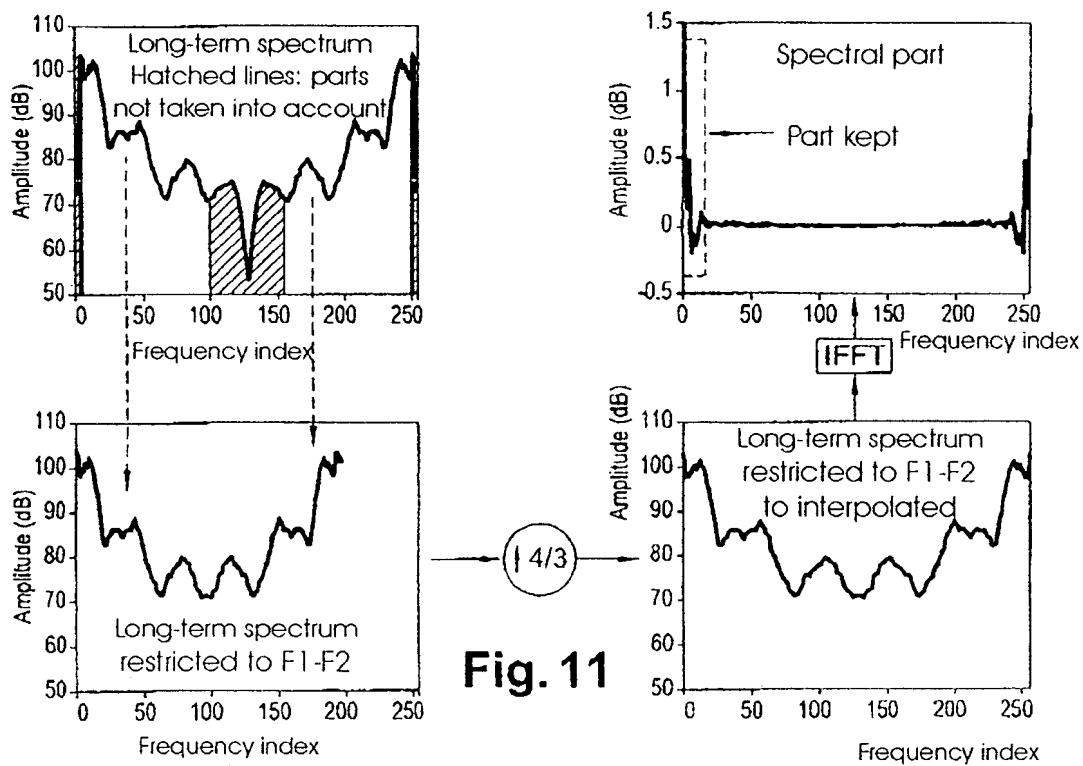 110
100
90
80
70
60
50
Amplitude (dB)
Long-term spectrum
Hatched lines: parts
not taken into account
0 50 100 150 200 250
Frequency index
1.5
1.0
0.5
0
-0.5
Amplitude (dB)
Spectral part
Part kept
0 50 100 150 200 250
Frequency index
IFFT
110
100
90
80
70
60
50
Amplitude (dB)
Long-term spectrum
restricted to F1-F2
0 50 100 150 200 250
Frequency index
4/3
Fig. 11
110
100
90
80
70
60
50
Amplitude (dB)
Long-term spectrum
restricted to F1-F2
to interpolated
0 50 100 150 200 250
Frequency index